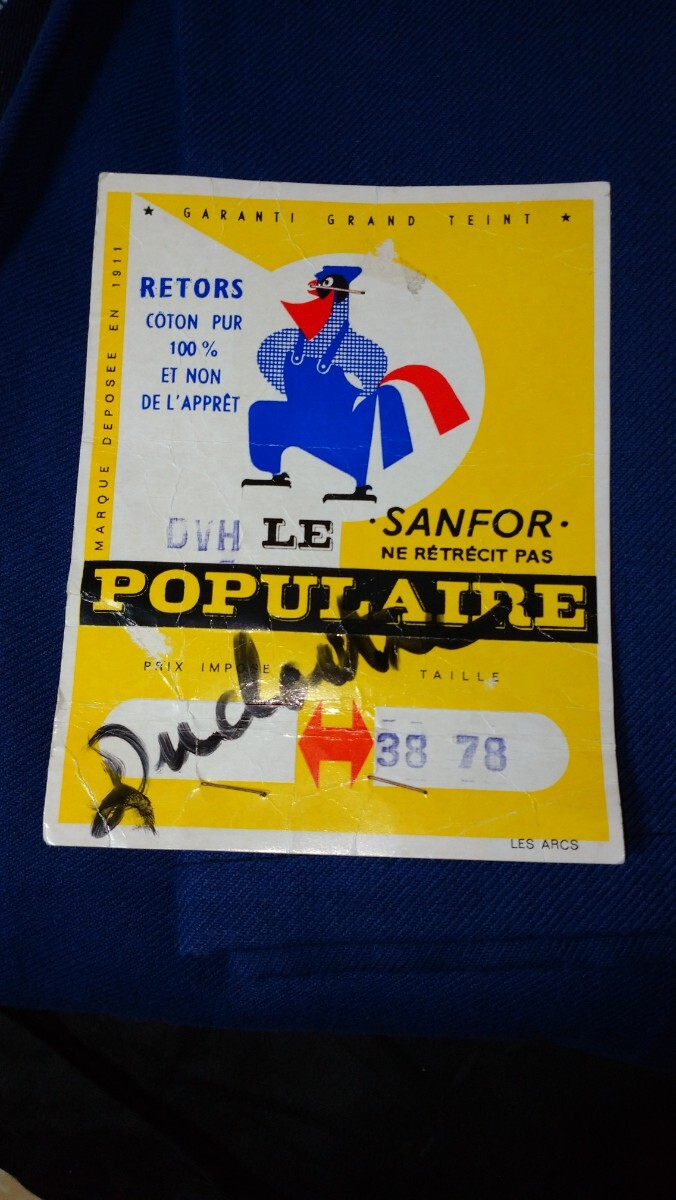 ★ GARANTI GRAND TEINT ★
MARQUE DEPOSEE EN 1911
RETORS
COTON PUR
100 %
ET NON
DE L'APPRÊT
DVH LE
·SANFOR·
NE RÉTRÉCIT PAS
POPULAIRE
PRIX IMPOSE
TAILLE
H
38 78
LES ARCS